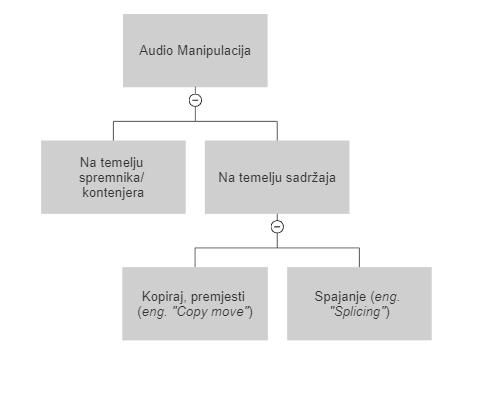 Audio Manipulacija
Na temelju
spremnika/
kontenjera
Na temelju sadržaja
Kopiraj, premjesti
(eng. "Copy move")
Spajanje (eng.
"Splicing")